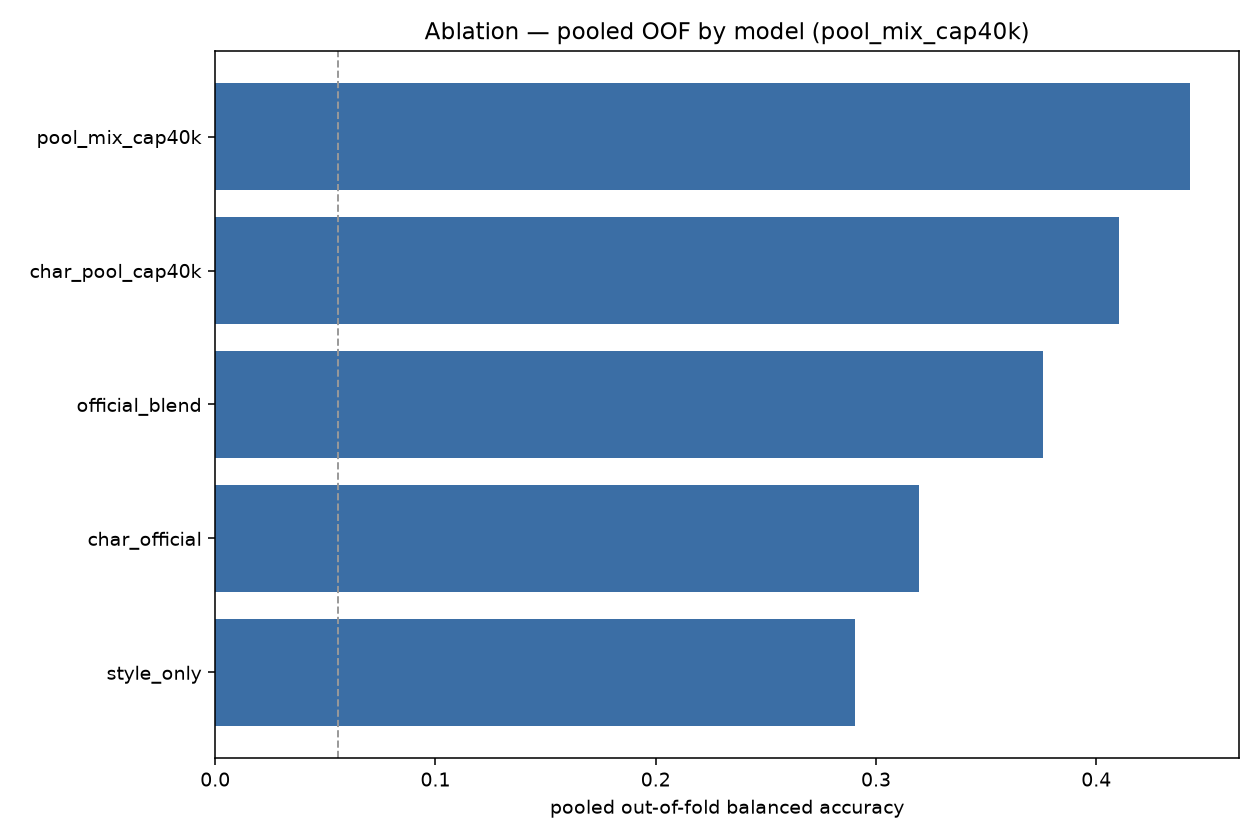 Ablation — pooled OOF by model (pool_mix_cap40k)
pool_mix_cap40k
char_pool_cap40k
official_blend
char_official
style_only
0.0 0.1 0.2 0.3 0.4
pooled out-of-fold balanced accuracy